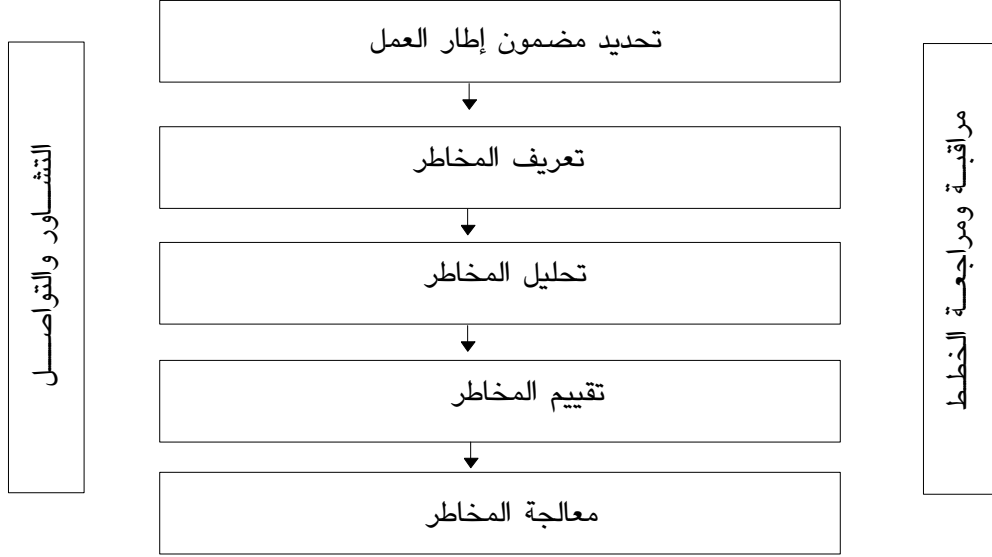 تحديد مضمون إطار العمل
مراقبة ومراجعة الخطط
تعريف المخاطر
تحليل المخاطر
تقييم المخاطر
معالجة المخاطر
التشاور والتواصل